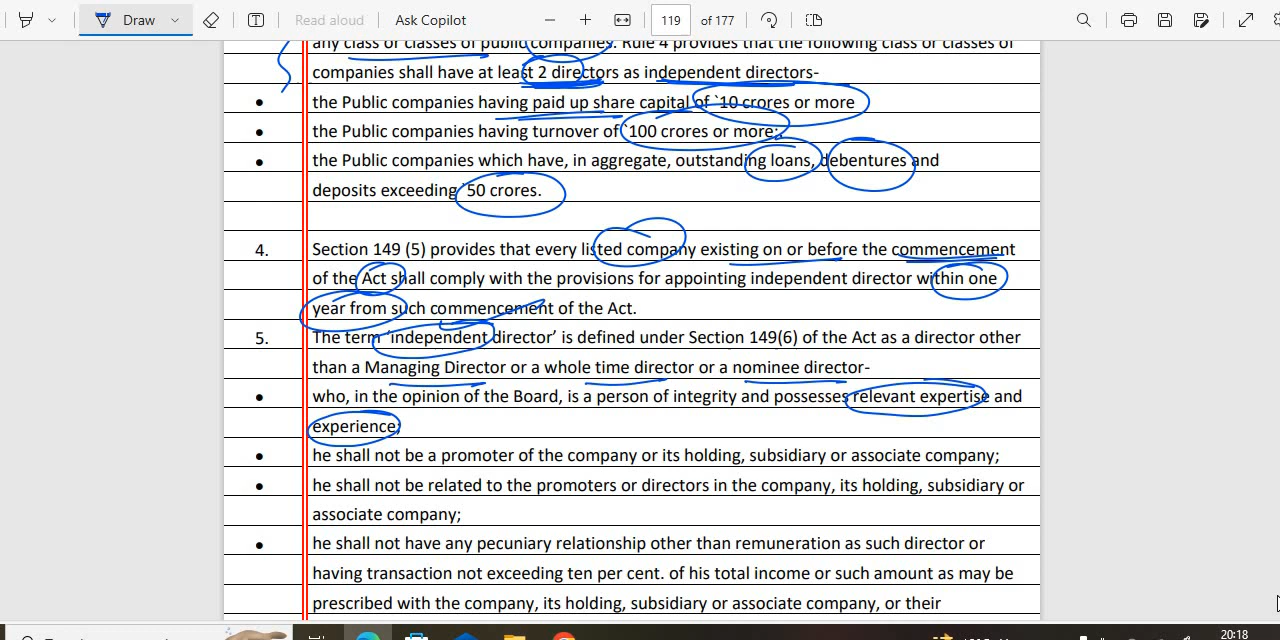 Draw
Read aloud
Ask Copilot
119 of 177
any class or classes of public companies. Rule 4 provides that the following class or classes of
companies shall have at least 2 directors as independent directors-
• the Public companies having paid up share capital of `10 crores or more
• the Public companies having turnover of `100 crores or more;
• the Public companies which have, in aggregate, outstanding loans, debentures and
deposits exceeding `50 crores.
4. Section 149 (5) provides that every listed company existing on or before the commencement
of the Act shall comply with the provisions for appointing independent director within one
year from such commencement of the Act.
5. The term 'independent director' is defined under Section 149(6) of the Act as a director other
than a Managing Director or a whole time director or a nominee director-
• who, in the opinion of the Board, is a person of integrity and possesses relevant expertise and
experience;
• he shall not be a promoter of the company or its holding, subsidiary or associate company;
• he shall not be related to the promoters or directors in the company, its holding, subsidiary or
associate company;
• he shall not have any pecuniary relationship other than remuneration as such director or
having transaction not exceeding ten per cent. of his total income or such amount as may be
prescribed with the company, its holding, subsidiary or associate company, or their
20:18